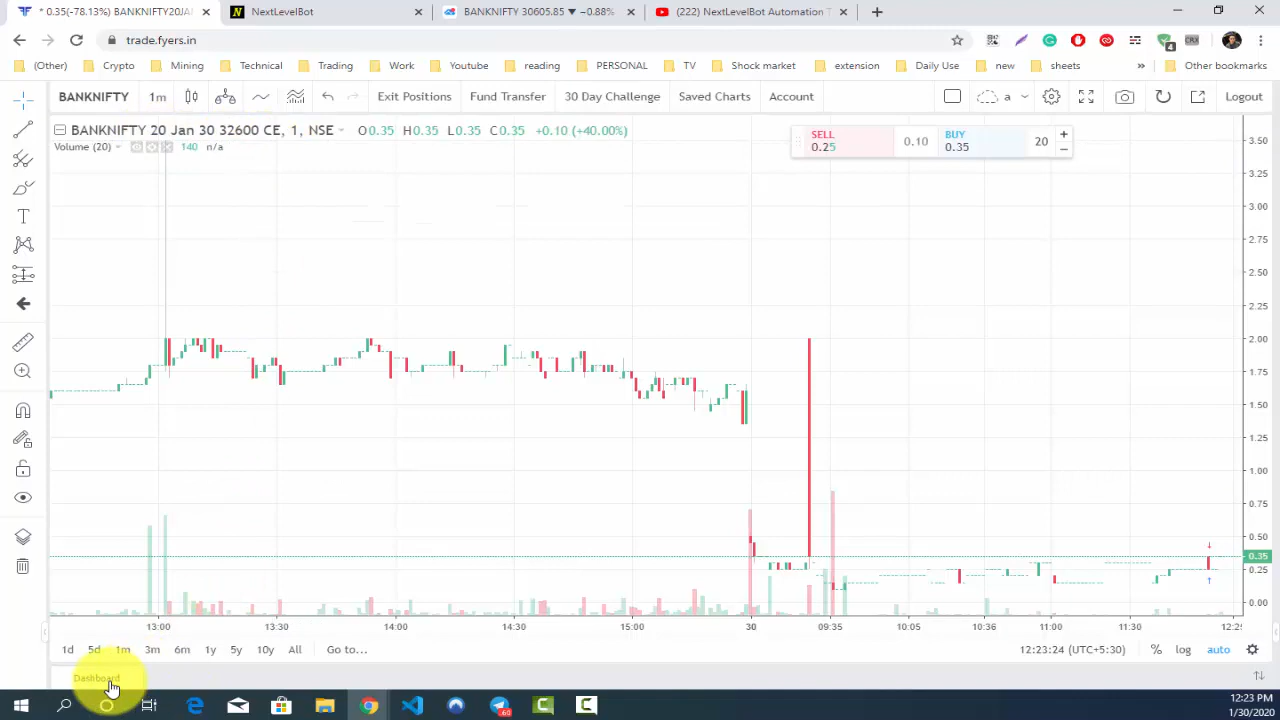 * 0.35(-78.13%) BANKNIFTY20JAN
NextLevelBot
BANKNIFTY 30605.85 ▼ −0.88%
(222) NextLevelBot Automation T
trade.fyers.in
(Other) Crypto Mining Technical Trading Work Youtube reading PERSONAL TV Shock market extension Daily Use new sheets » Other bookmarks
BANKNIFTY 1m Exit Positions Fund Transfer 30 Day Challenge Saved Charts Account a Logout
BANKNIFTY 20 Jan 30 32600 CE, 1, NSE O0.35 H0.35 L0.35 C0.35 +0.10 (+40.00%)
Volume (20) 140 n/a
SELL
0.25
0.10
BUY
0.35
20
+
−
3.50
3.25
3.00
2.75
2.50
2.25
2.00
1.75
1.50
1.25
1.00
0.75
0.50
0.35
0.25
0.00
13:00 13:30 14:00 14:30 15:00 30 09:35 10:05 10:36 11:00 11:30 12:25
1d 5d 1m 3m 6m 1y 5y 10y All Go to... 12:23:24 (UTC+5:30) % log auto
Dashboard
4
ABX
60
12:23 PM
1/30/2020